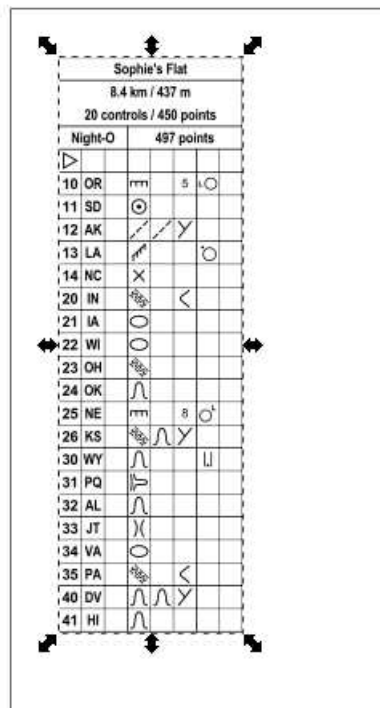 Sophie's Flat
8.4 km / 437 m
20 controls / 450 points
Night-O 497 points
10 OR 5
11 SD
12 AK
13 LA
14 NC
20 IN
21 IA
22 WI
23 OH
24 OK
25 NE 8
26 KS
30 WY
31 PQ
32 AL
33 JT
34 VA
35 PA
40 DV
41 HI